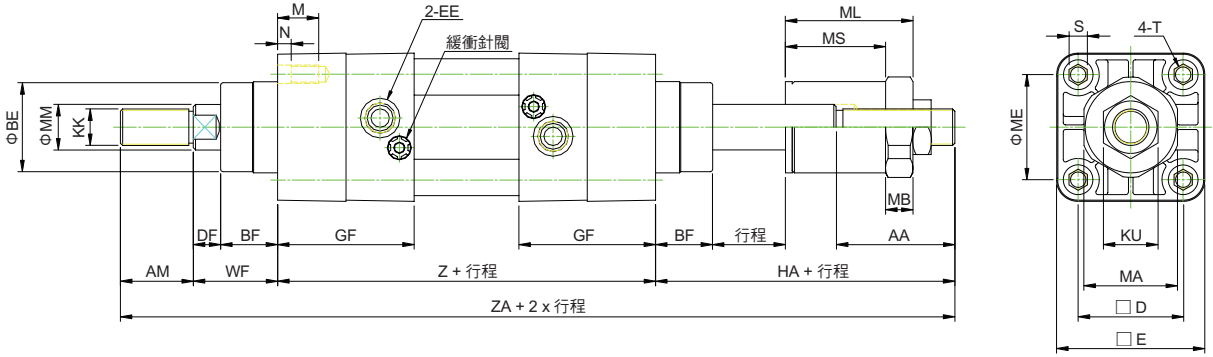 M
N
2-EE
緩衝針閥
ML
MS
S
4-T
ΦBE
ΦMM
KK
ΦME
DF
BF
GF
GF
BF
行程
MB
AA
KU
AM
WF
Z + 行程
HA + 行程
MA
ZA + 2 x 行程
□ D
□ E